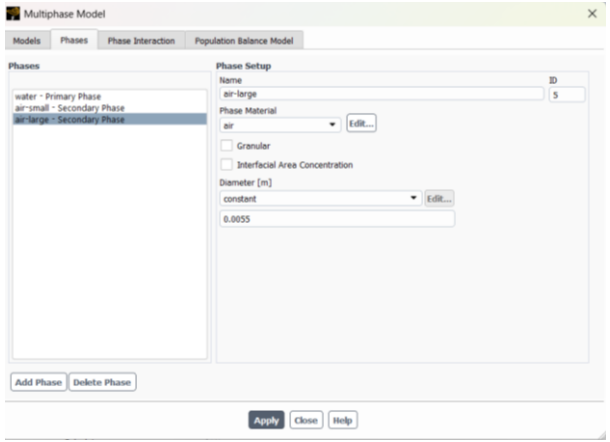 Multiphase Model
Models Phases Phase Interaction Population Balance Model
Phases
water - Primary Phase
air-small - Secondary Phase
air-large - Secondary Phase
Phase Setup
Name ID
air-large 5
Phase Material
air Edit...
Granular
Interfacial Area Concentration
Diameter [m]
constant Edit...
0.0055
Add Phase Delete Phase
Apply Close Help